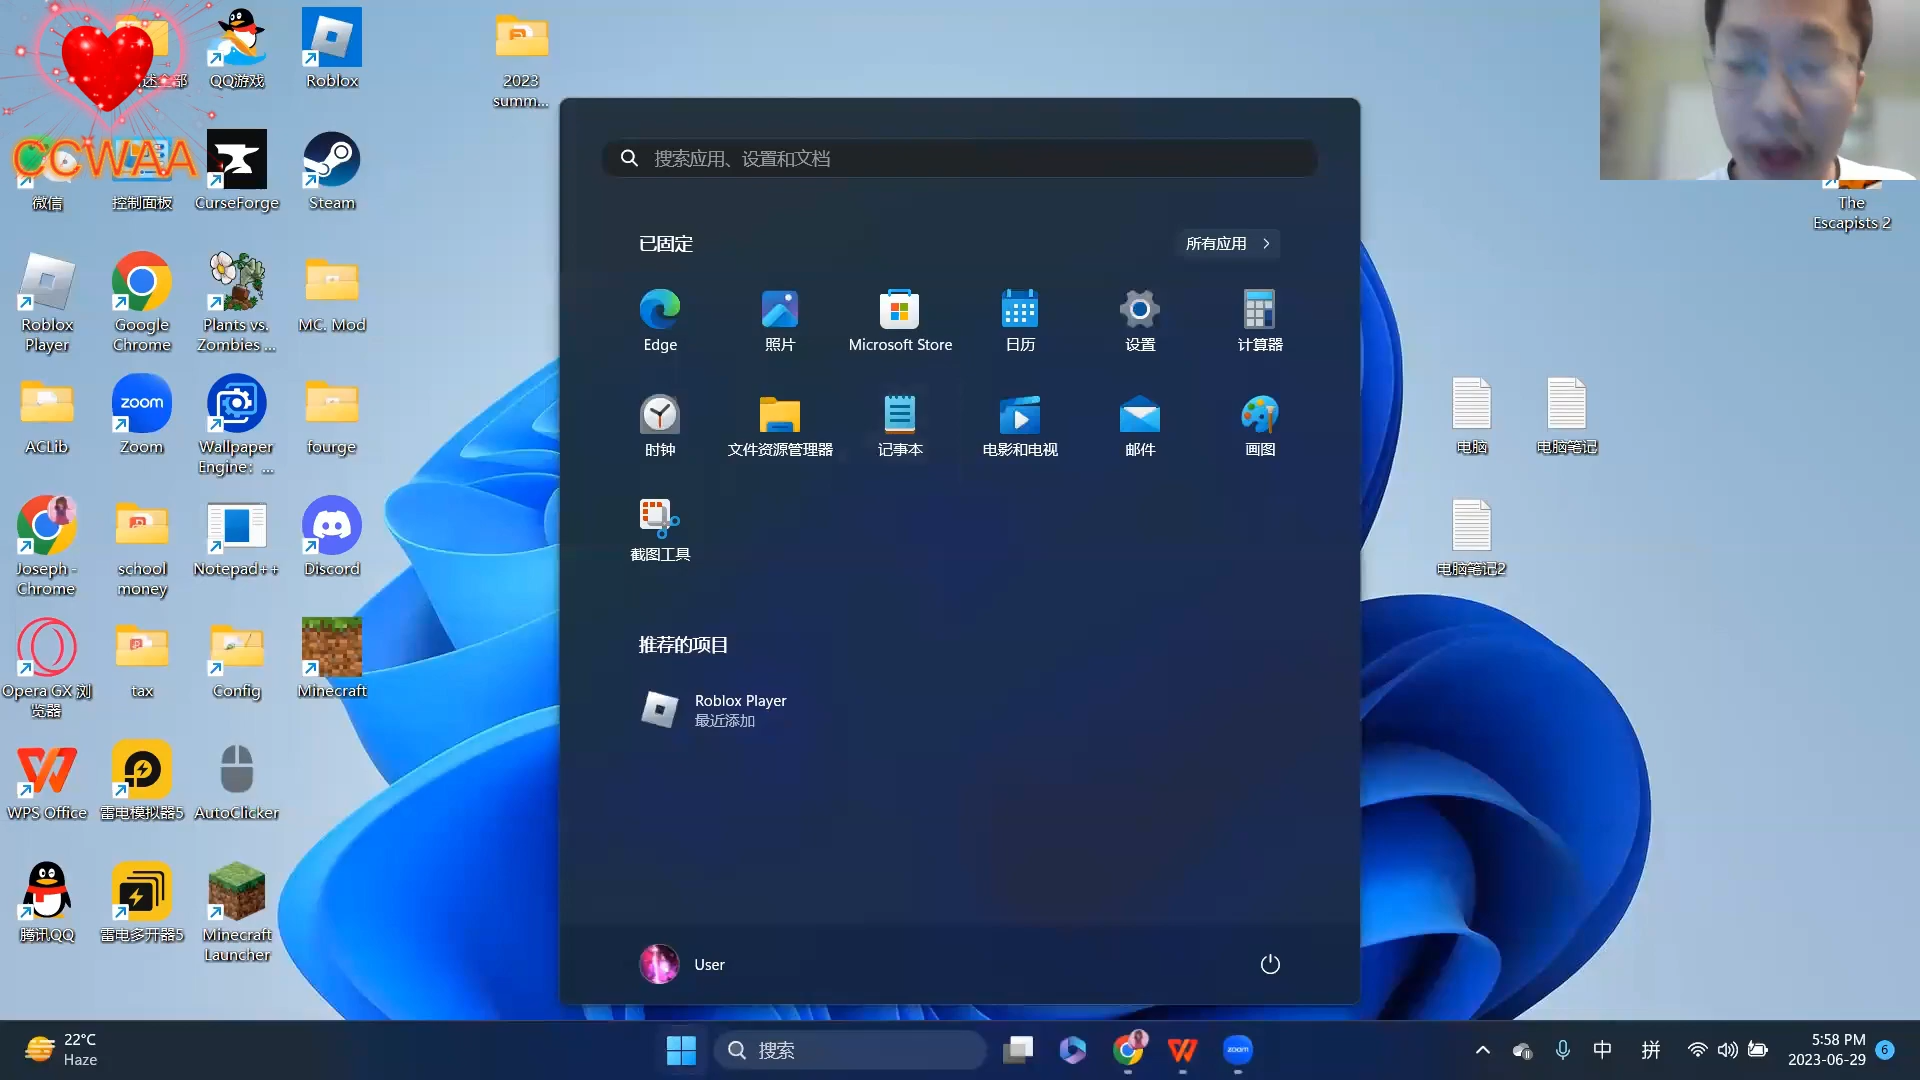 述全部
QQ游戏
Roblox
2023
summ...
CCWAA
微信
控制面板
CurseForge
Steam
The
Escapists 2
Roblox
Player
Google
Chrome
Plants vs.
Zombies ...
MC. Mod
ACLib
Zoom
zoom
Wallpaper
Engine: ...
fourge
Joseph -
Chrome
school
money
Notepad++
Discord
Opera GX 浏
览器
tax
Config
Minecraft
WPS Office
雷电模拟器5
AutoClicker
腾讯QQ
雷电多开器5
Minecraft
Launcher
搜索应用、设置和文档
已固定
所有应用
Edge
照片
Microsoft Store
日历
设置
计算器
时钟
文件资源管理器
记事本
电影和电视
邮件
画图
截图工具
推荐的项目
Roblox Player
最近添加
User
电脑
电脑笔记
电脑笔记2
22°C
Haze
搜索
zoom
中
拼
5:58 PM
2023-06-29
6